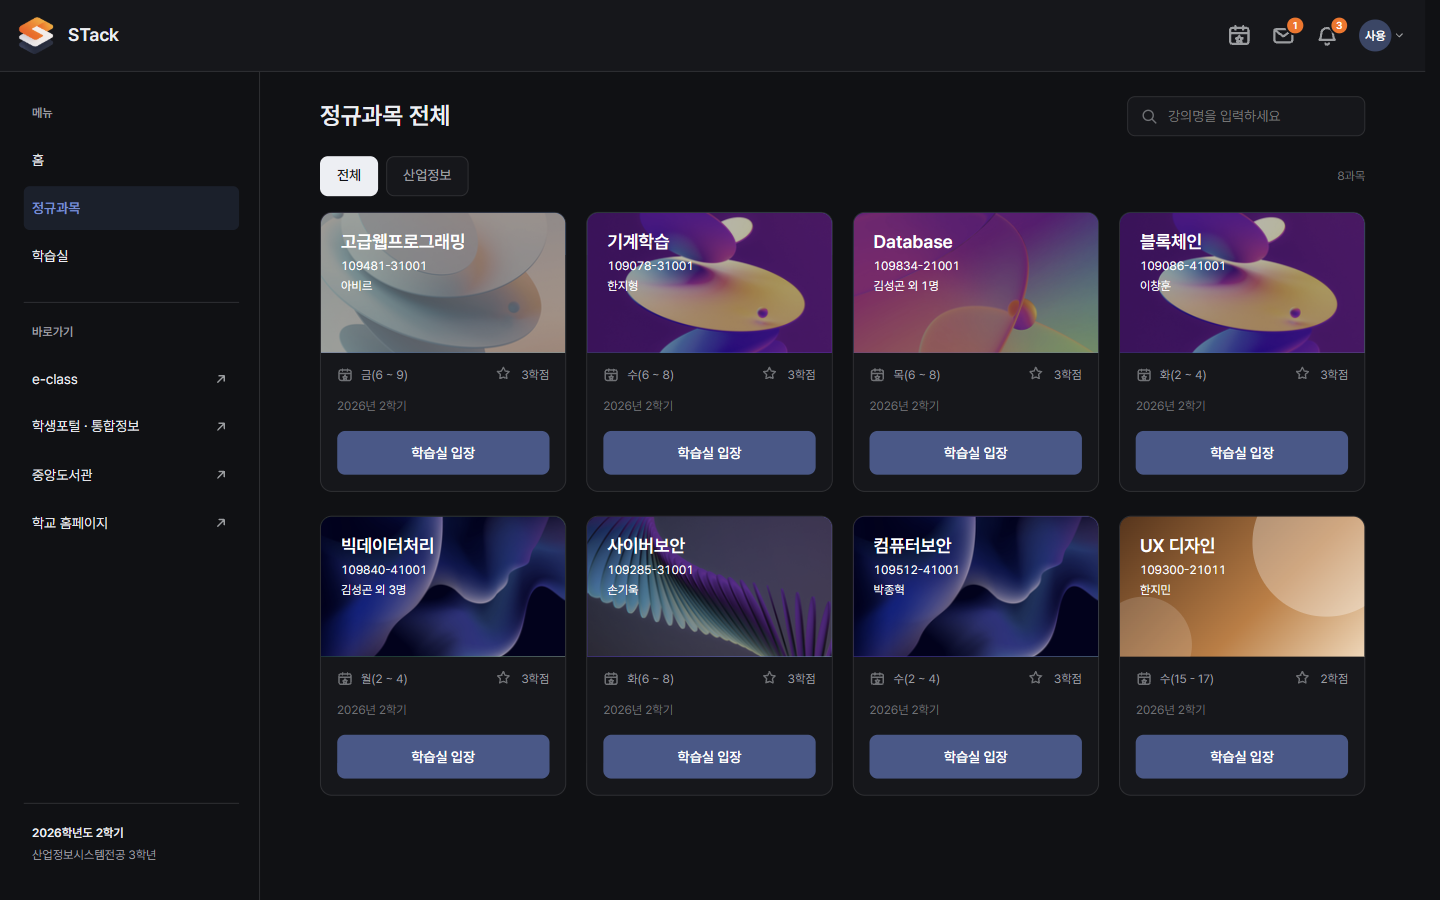 STack
1
3
사용
메뉴
홈
정규과목
학습실
바로가기
e-class
학생포털 · 통합정보
중앙도서관
학교 홈페이지
2026학년도 2학기
산업정보시스템전공 3학년
정규과목 전체
강의명을 입력하세요
전체
산업정보
8과목
고급웹프로그래밍
109481-31001
아비르
금(6 ~ 9)
3학점
2026년 2학기
학습실 입장
기계학습
109078-31001
한지형
수(6 ~ 8)
3학점
2026년 2학기
학습실 입장
Database
109834-21001
김성곤 외 1명
목(6 ~ 8)
3학점
2026년 2학기
학습실 입장
블록체인
109086-41001
이창훈
화(2 ~ 4)
3학점
2026년 2학기
학습실 입장
빅데이터처리
109840-41001
김성곤 외 3명
월(2 ~ 4)
3학점
2026년 2학기
학습실 입장
사이버보안
109285-31001
손기욱
화(6 ~ 8)
3학점
2026년 2학기
학습실 입장
컴퓨터보안
109512-41001
박종혁
수(2 ~ 4)
3학점
2026년 2학기
학습실 입장
UX 디자인
109300-21011
한지민
수(15 - 17)
2학점
2026년 2학기
학습실 입장